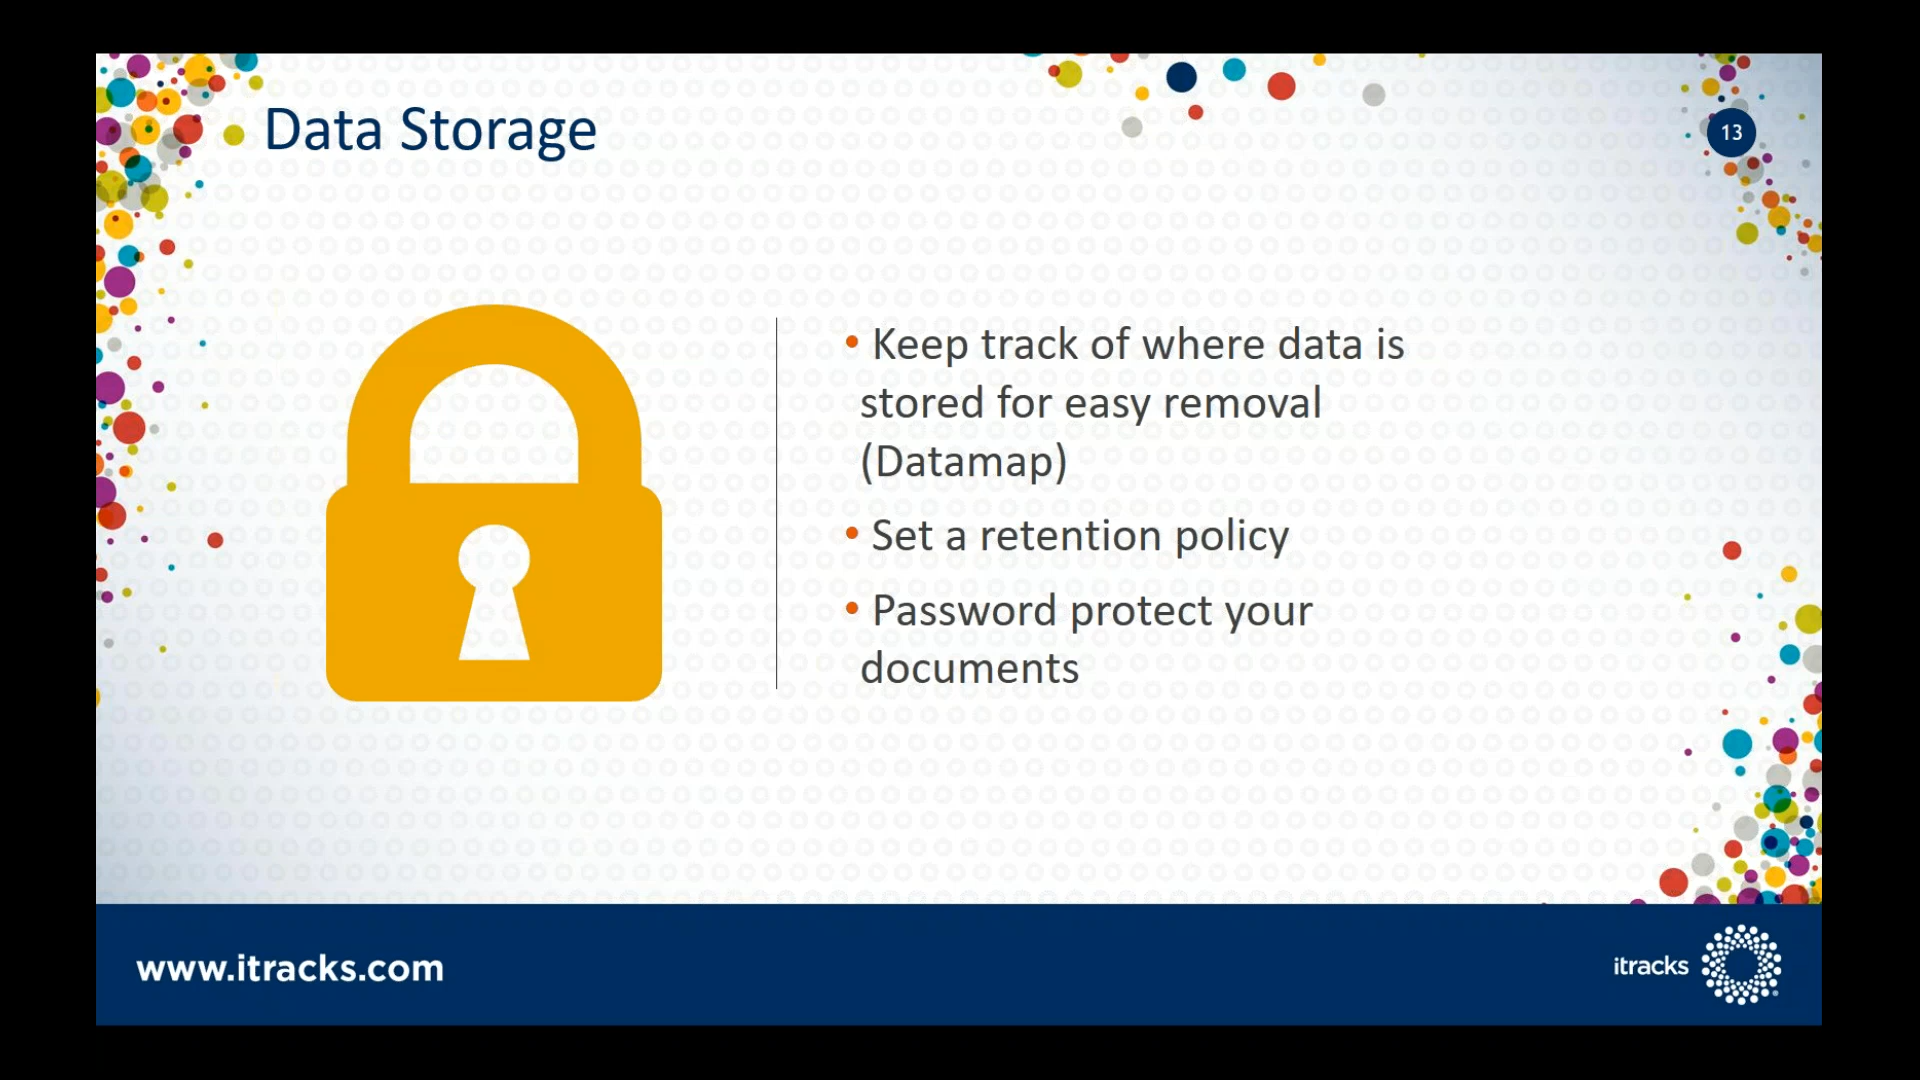 Data Storage
13
• Keep track of where data is
stored for easy removal
(Datamap)
• Set a retention policy
• Password protect your
documents
www.itracks.com
itracks